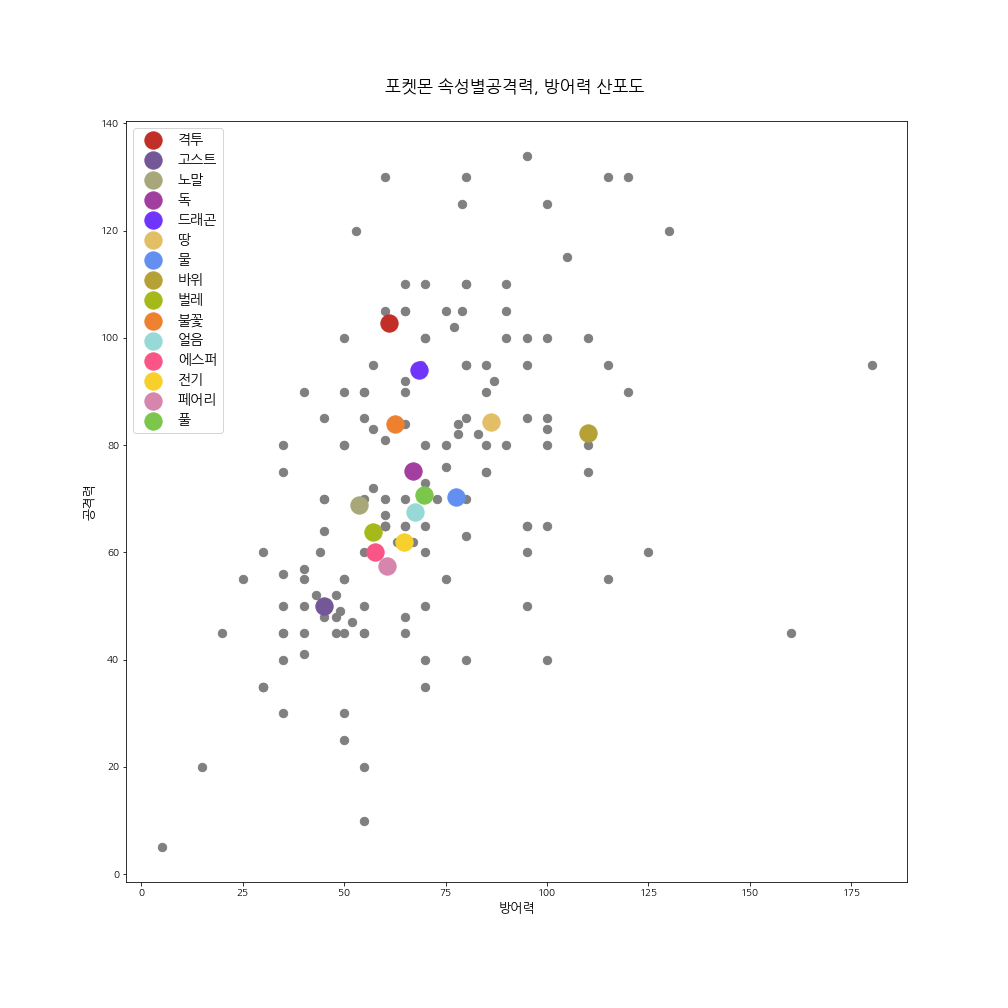 포켓몬 속성별공격력, 방어력 산포도
140
120
100
80
60
40
20
0
공격력
격투
고스트
노말
독
드래곤
땅
물
바위
벌레
불꽃
얼음
에스퍼
전기
페어리
풀
0 25 50 75 100 125 150 175
방어력